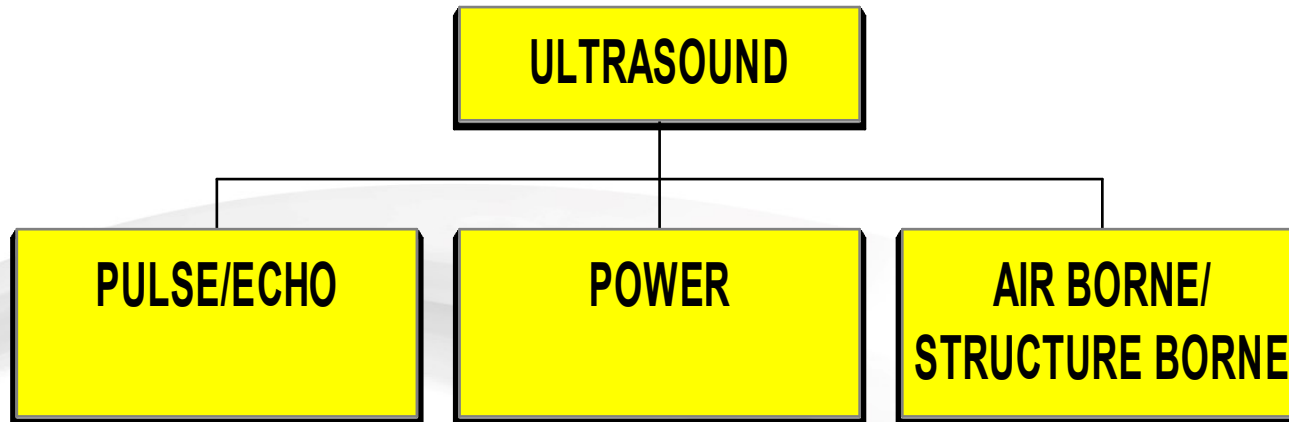 ULTRASOUND
PULSE/ECHO
POWER
AIR BORNE/
STRUCTURE BORNE